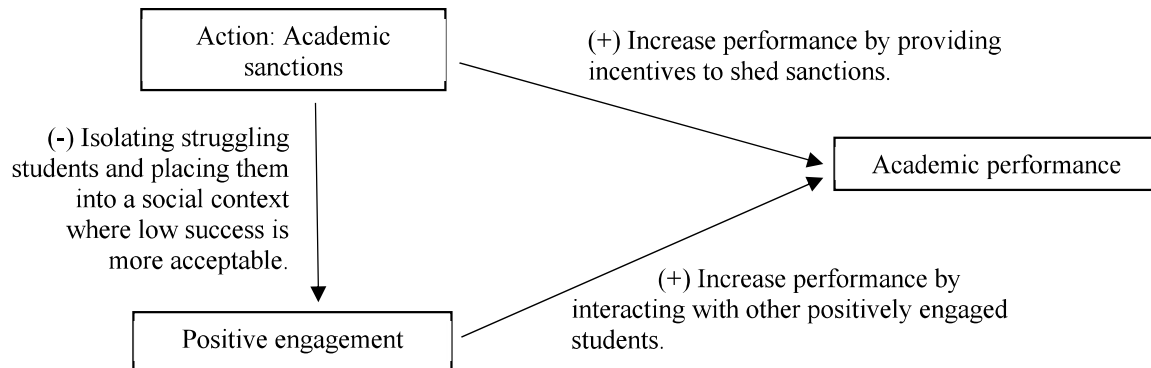 Action: Academic
sanctions
(+) Increase performance by providing
incentives to shed sanctions.
(-) Isolating struggling
students and placing them
into a social context
where low success is
more acceptable.
Academic performance
(+) Increase performance by
interacting with other positively engaged
students.
Positive engagement